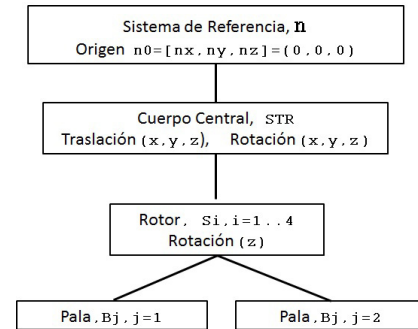 Sistema de Referencia, n
Origen n0=[nx,ny,nz]=(0,0,0)
Cuerpo Central, STR
Traslación (x,y,z), Rotación (x,y,z)
Rotor, Si,i=1..4
Rotación (z)
Pala,Bj,j=1
Pala,Bj,j=2